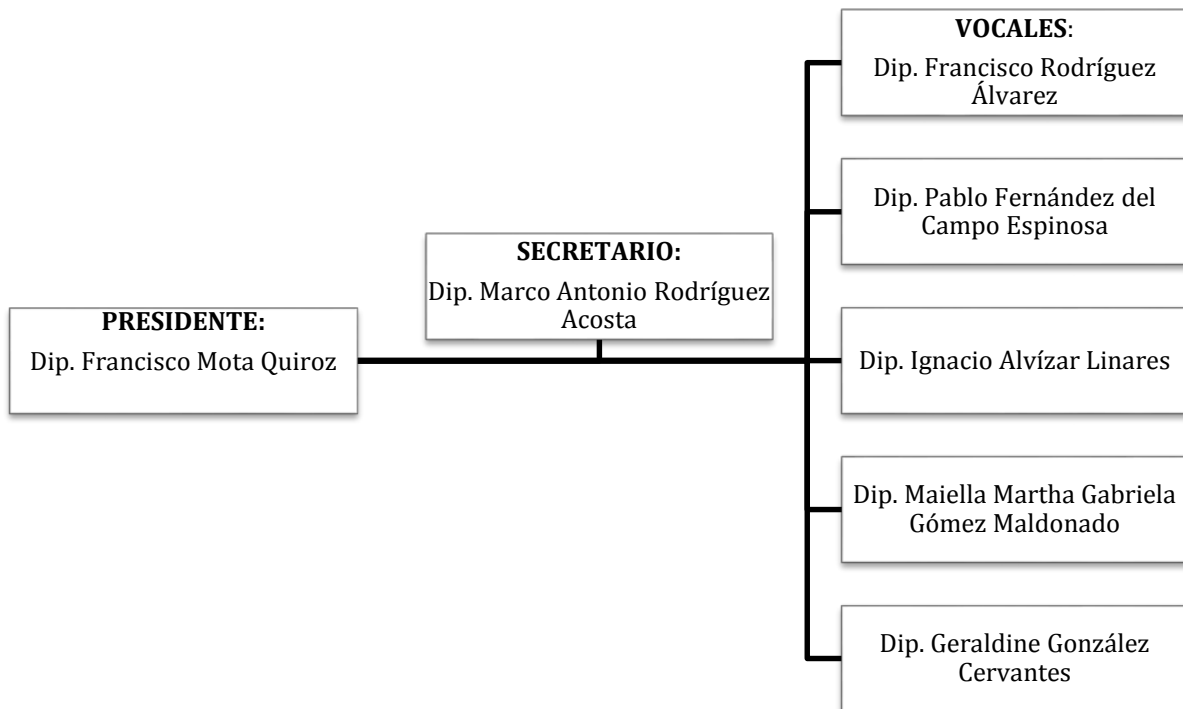 PRESIDENTE:
Dip. Francisco Mota Quiroz
SECRETARIO:
Dip. Marco Antonio Rodríguez
Acosta
VOCALES:
Dip. Francisco Rodríguez
Álvarez
Dip. Pablo Fernández del
Campo Espinosa
Dip. Ignacio Alvízar Linares
Dip. Maiella Martha Gabriela
Gómez Maldonado
Dip. Geraldine González
Cervantes